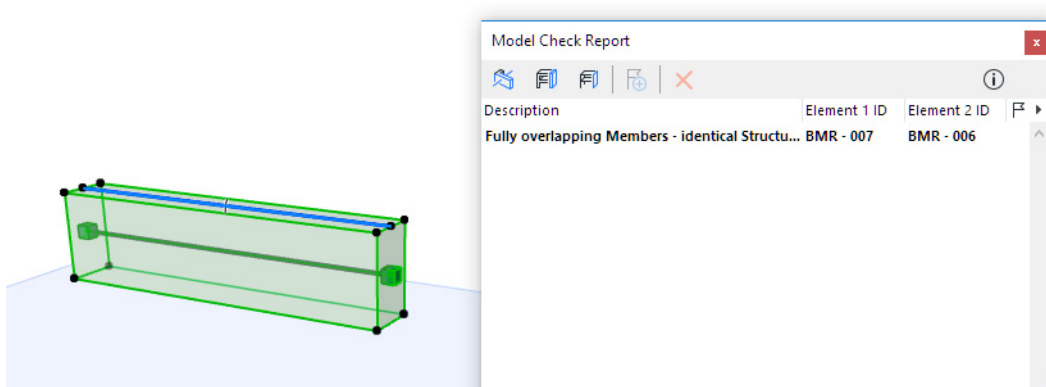 Model Check Report
Description Element 1 ID Element 2 ID
Fully overlapping Members - identical Structu... BMR - 007 BMR - 006